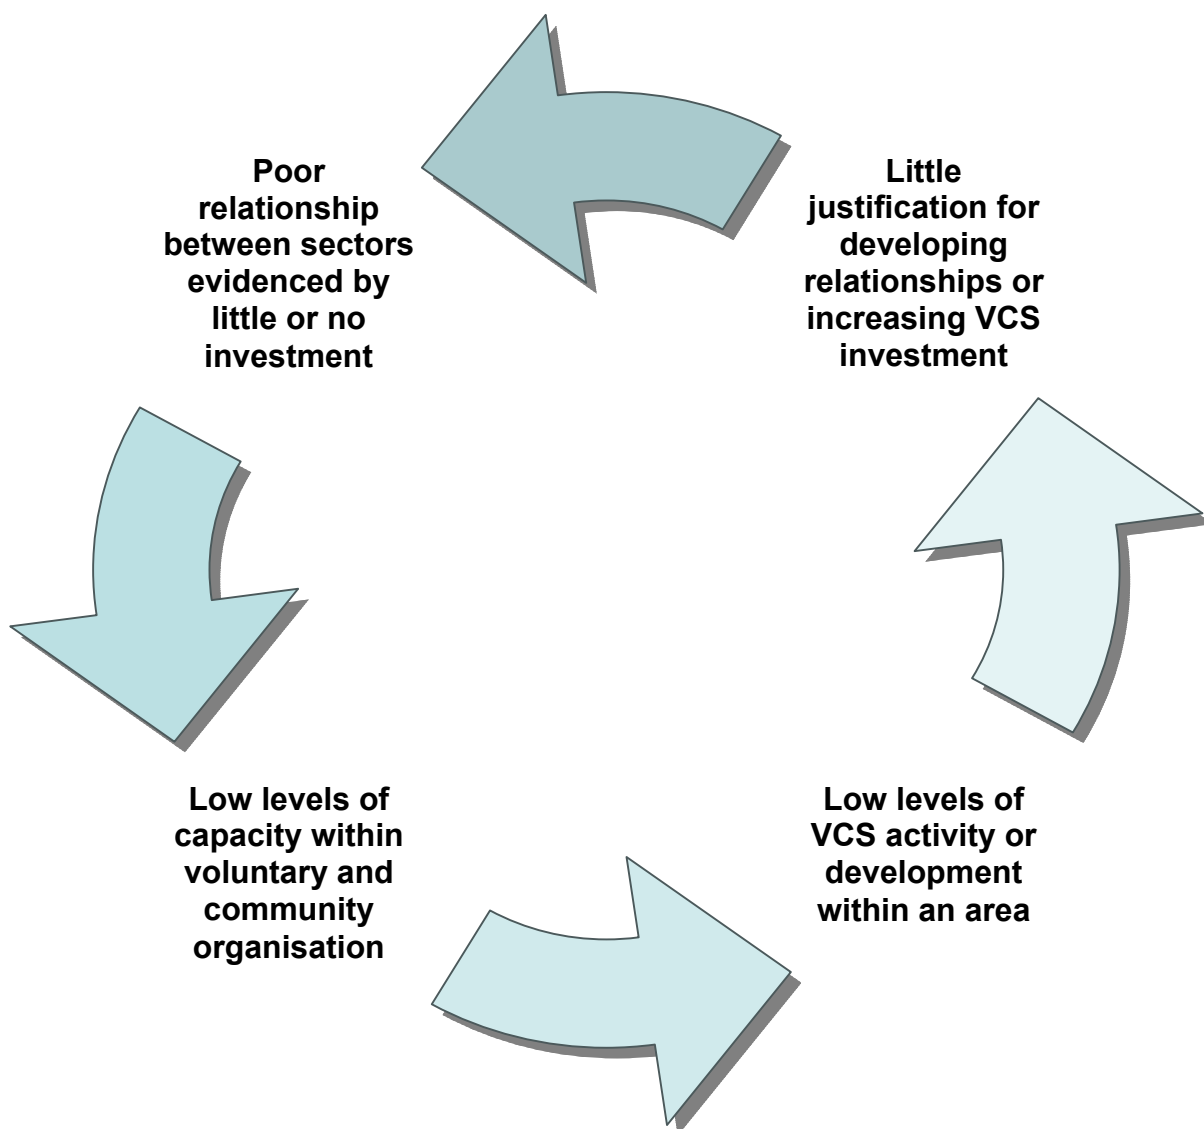 Poor
relationship
between sectors
evidenced by
little or no
investment
Little
justification for
developing
relationships or
increasing VCS
investment
Low levels of
capacity within
voluntary and
community
organisation
Low levels of
VCS activity or
development
within an area